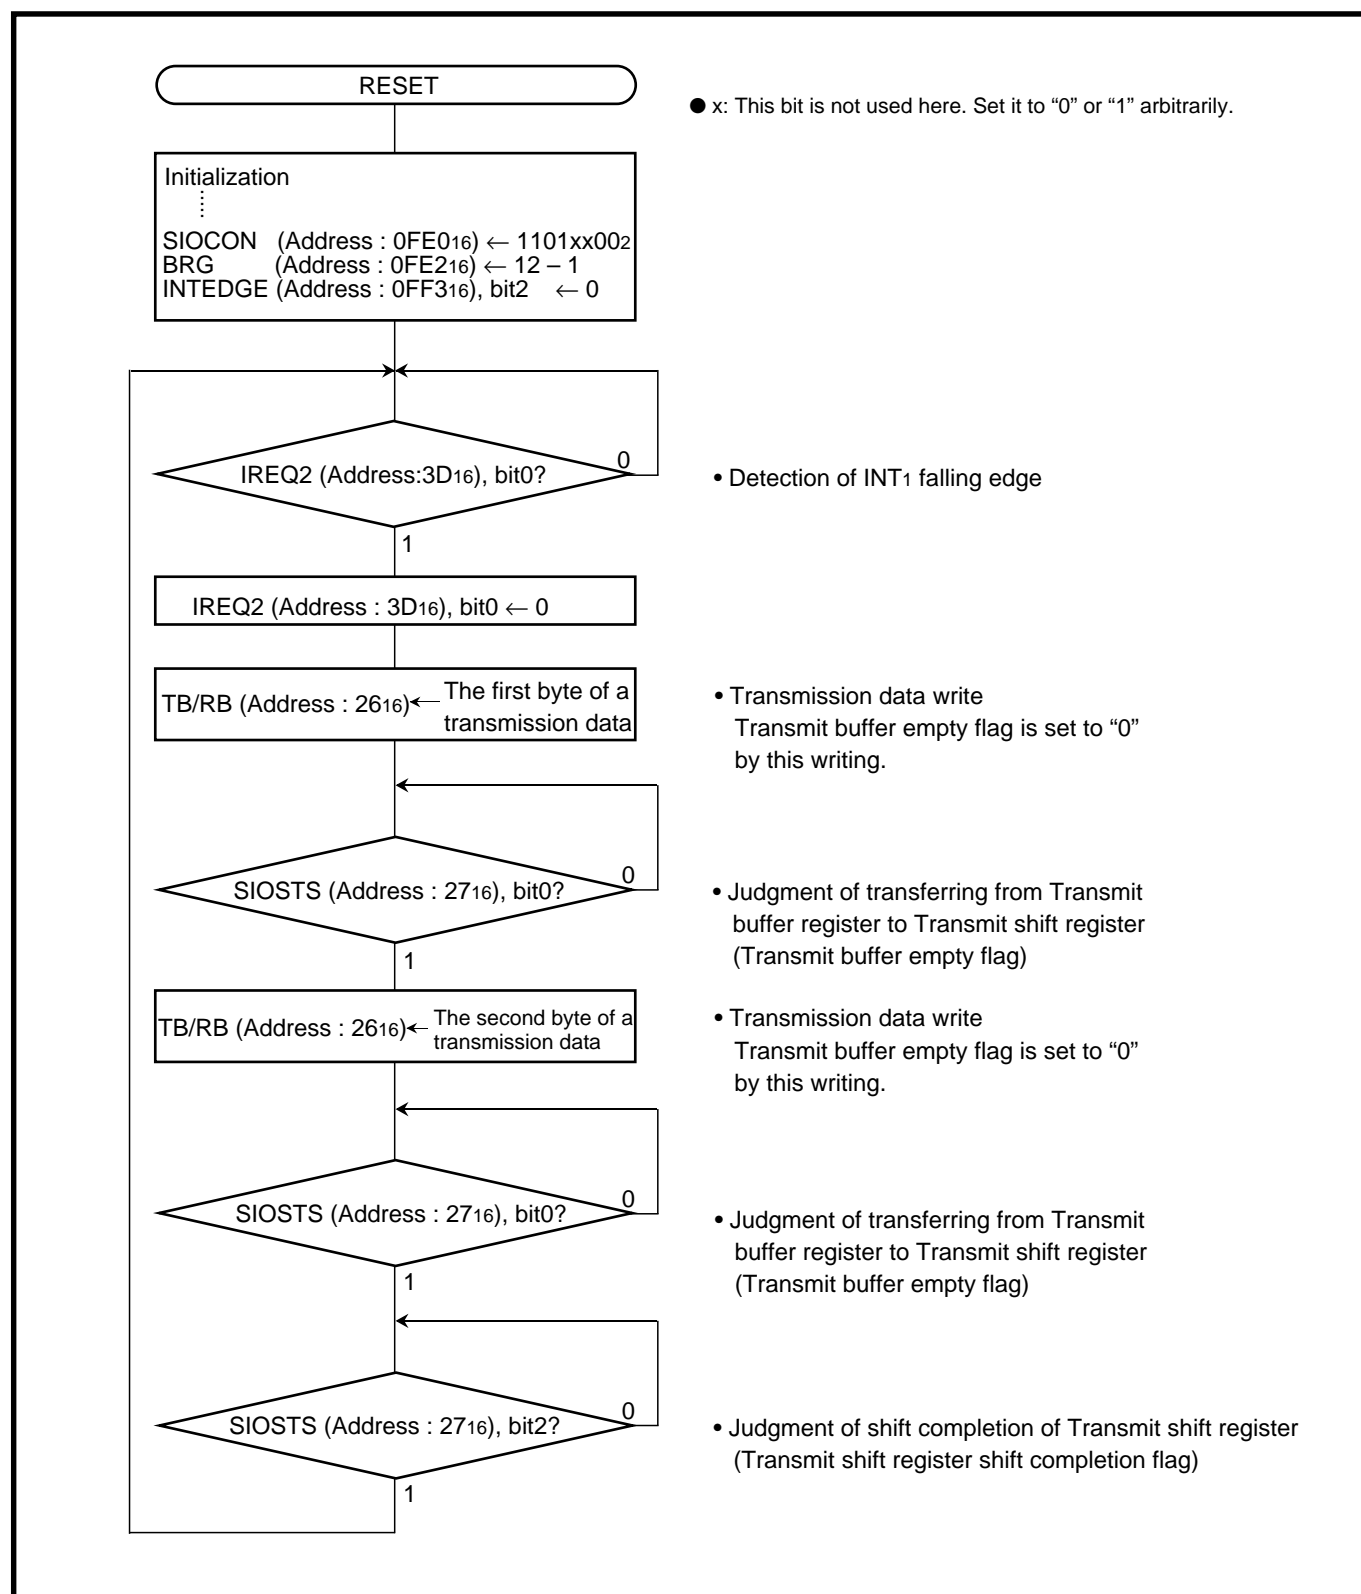 RESET
● x: This bit is not used here. Set it to “0” or “1” arbitrarily.
Initialization
SIOCON (Address : 0FE016) ← 1101xx002
BRG (Address : 0FE216) ← 12 – 1
INTEDGE (Address : 0FF316), bit2 ← 0
IREQ2 (Address:3D16), bit0?
0
• Detection of INT1 falling edge
1
IREQ2 (Address : 3D16), bit0 ← 0
TB/RB (Address : 2616) ← The first byte of a
transmission data
• Transmission data write
Transmit buffer empty flag is set to “0”
by this writing.
SIOSTS (Address : 2716), bit0?
0
• Judgment of transferring from Transmit
buffer register to Transmit shift register
(Transmit buffer empty flag)
1
TB/RB (Address : 2616) ← The second byte of a
transmission data
• Transmission data write
Transmit buffer empty flag is set to “0”
by this writing.
SIOSTS (Address : 2716), bit0?
0
• Judgment of transferring from Transmit
buffer register to Transmit shift register
(Transmit buffer empty flag)
1
SIOSTS (Address : 2716), bit2?
0
• Judgment of shift completion of Transmit shift register
(Transmit shift register shift completion flag)
1